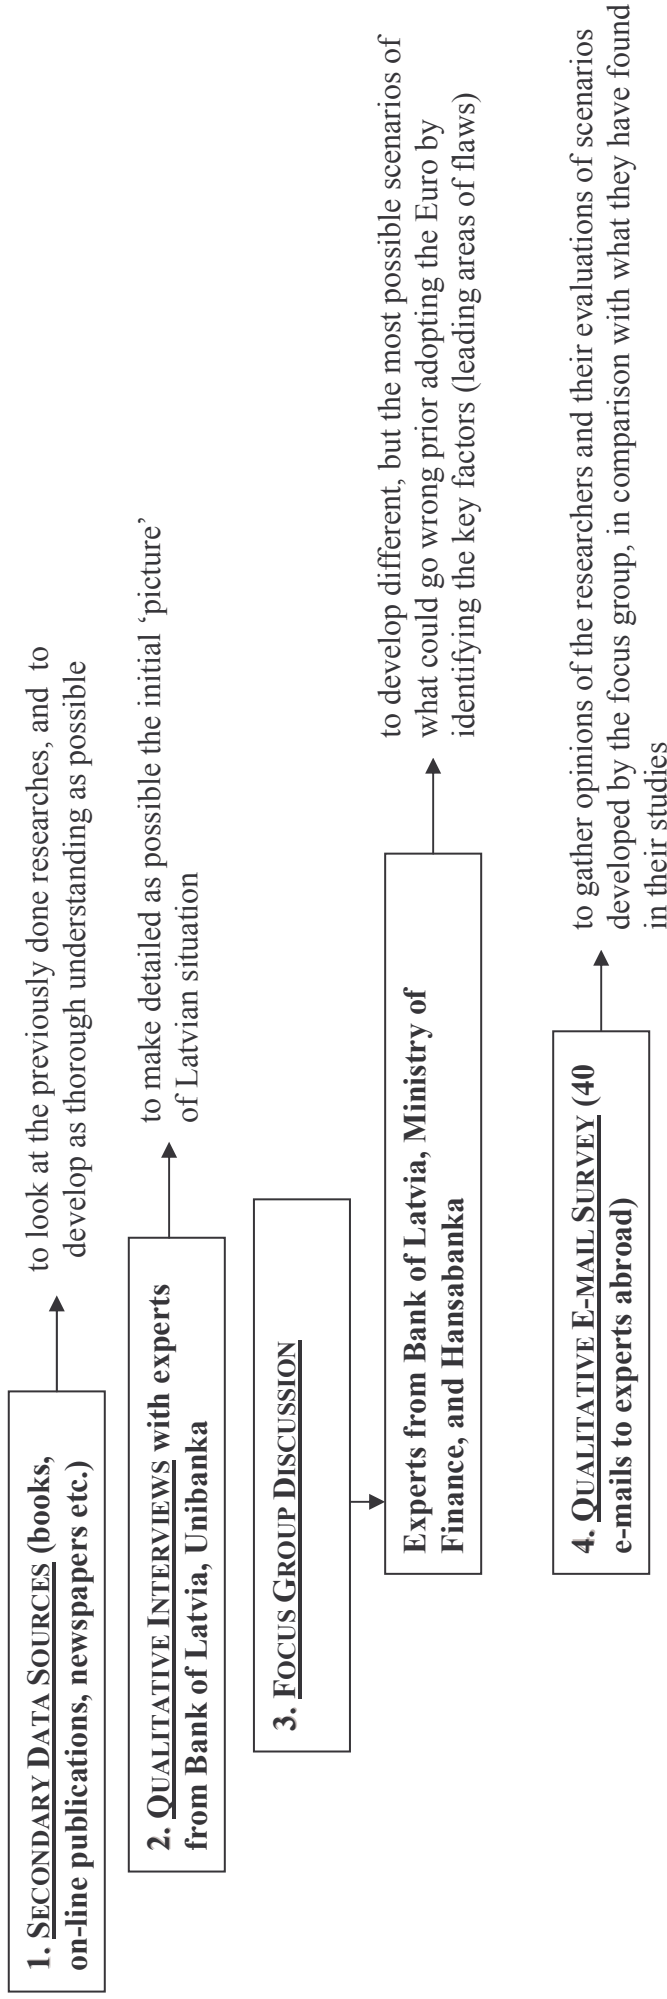 1. SECONDARY DATA SOURCES (books,
on-line publications, newspapers etc.)
to look at the previously done researches, and to
develop as thorough understanding as possible
2. QUALITATIVE INTERVIEWS with experts
from Bank of Latvia, Unibanka
to make detailed as possible the initial ‘picture’
of Latvian situation
3. FOCUS GROUP DISCUSSION
Experts from Bank of Latvia, Ministry of
Finance, and Hansabanka
to develop different, but the most possible scenarios of
what could go wrong prior adopting the Euro by
identifying the key factors (leading areas of flaws)
4. QUALITATIVE E-MAIL SURVEY (40
e-mails to experts abroad)
to gather opinions of the researchers and their evaluations of scenarios
developed by the focus group, in comparison with what they have found
in their studies